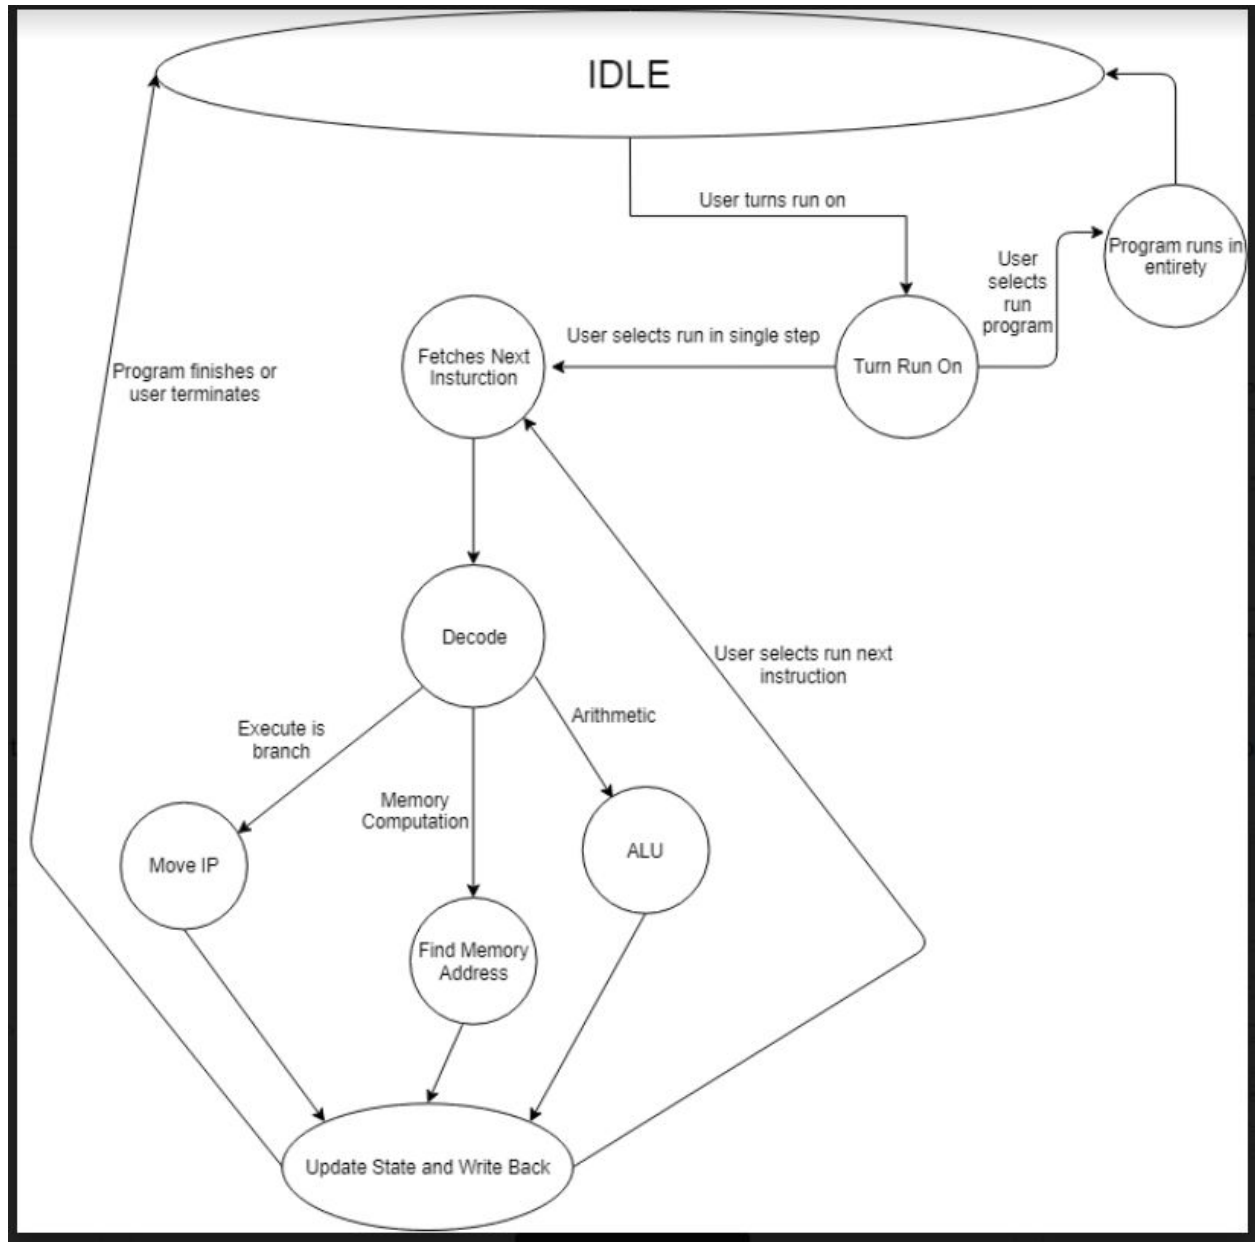 IDLE
User turns run on
Program runs in
entirety
User
selects
run
program
User selects run in single step
Turn Run On
Fetches Next
Insturction
Program finishes or
user terminates
Decode
User selects run next
instruction
Arithmetic
Execute is
branch
Memory
Computation
Move IP
ALU
Find Memory
Address
Update State and Write Back